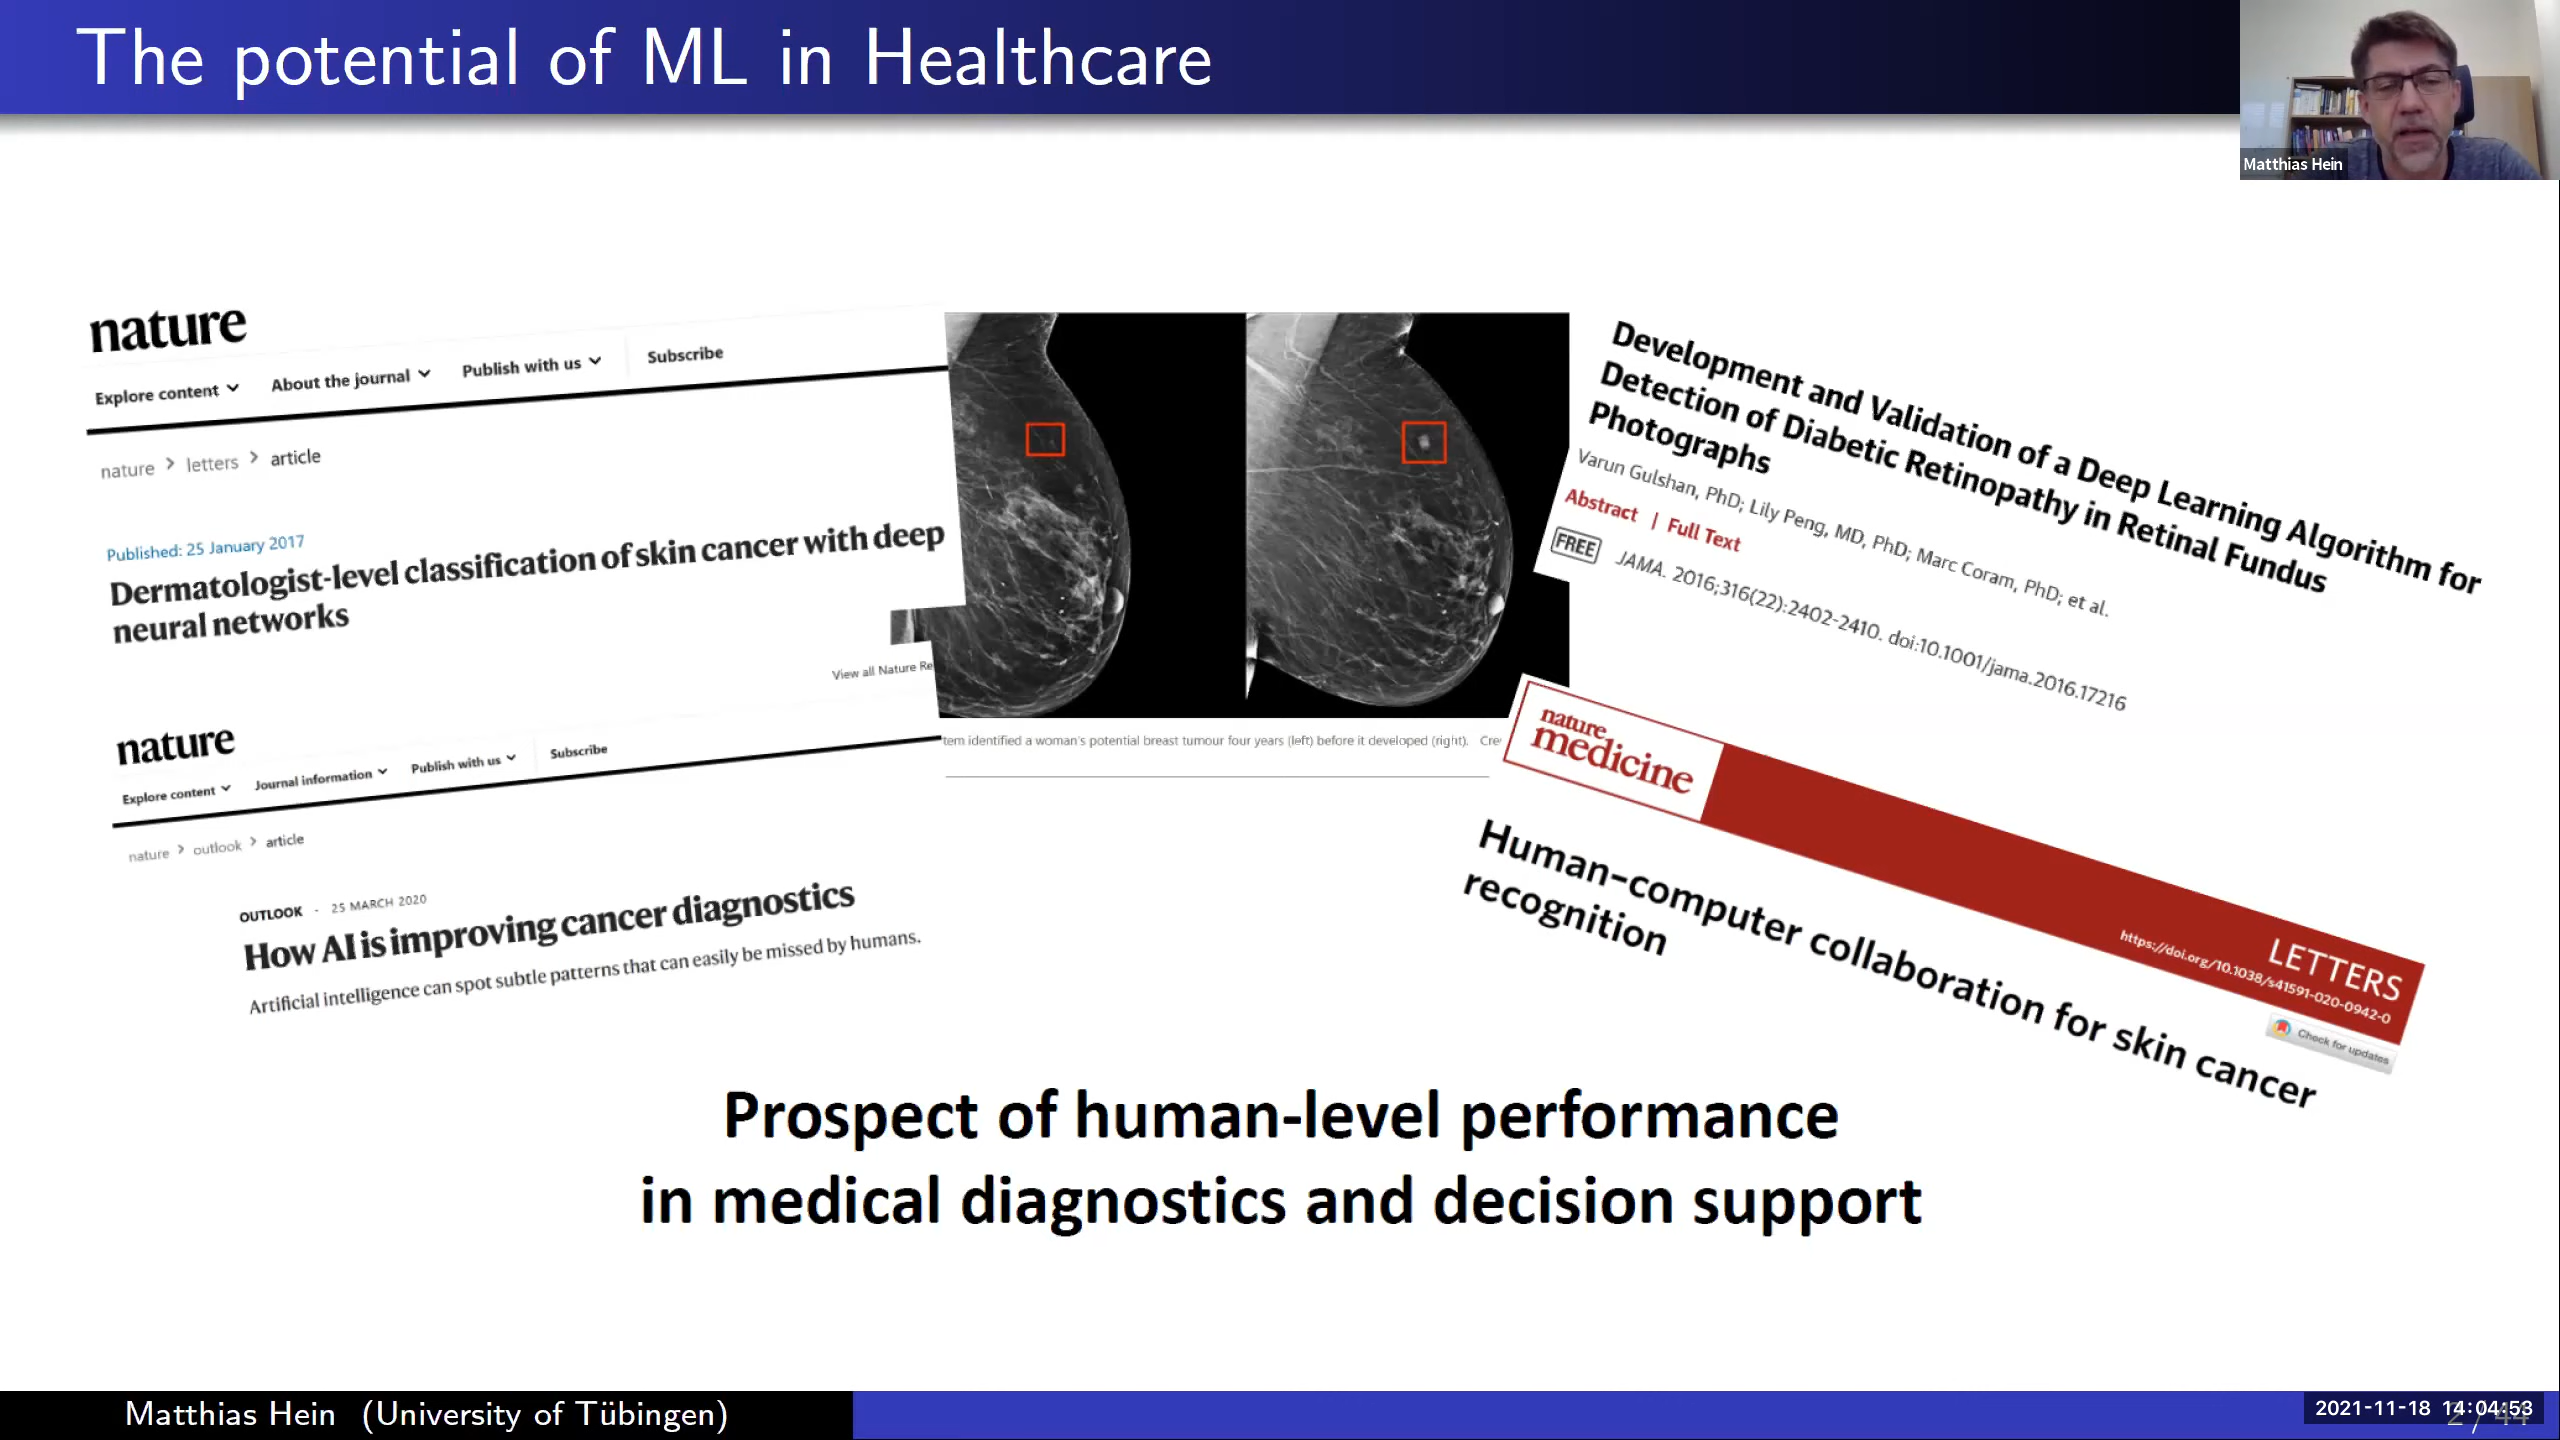 The potential of ML in Healthcare
Matthias Hein
nature
Explore content
About the journal
Publish with us
Subscribe
nature > letters > article
Published: 25 January 2017
Dermatologist-level classification of skin cancer with deep
neural networks
View all Nature
nature
Explore content
Journal information
Publish with us
Subscribe
nature > outlook > article
OUTLOOK - 25 MARCH 2020
How AI is improving cancer diagnostics
Artificial intelligence can spot subtle patterns that can easily be missed by humans.
identified a woman's potential breast tumour four years (left) before it developed (right).
Development and Validation of a Deep Learning Algorithm for
Detection of Diabetic Retinopathy in Retinal Fundus
Photographs
Varun Gulshan, PhD; Lily Peng, MD, PhD; Marc Coram, PhD; et al.
Abstract | Full Text
FREE
JAMA. 2016;316(22):2402-2410. doi:10.1001/jama.2016.17216
nature
medicine
LETTERS
https://doi.org/10.1038/s41591-020-0942-0
Check for updates
Human–computer collaboration for skin cancer
recognition
Prospect of human-level performance
in medical diagnostics and decision support
Matthias Hein (University of Tübingen)
2021-11-18 14:04:53
2 / 44